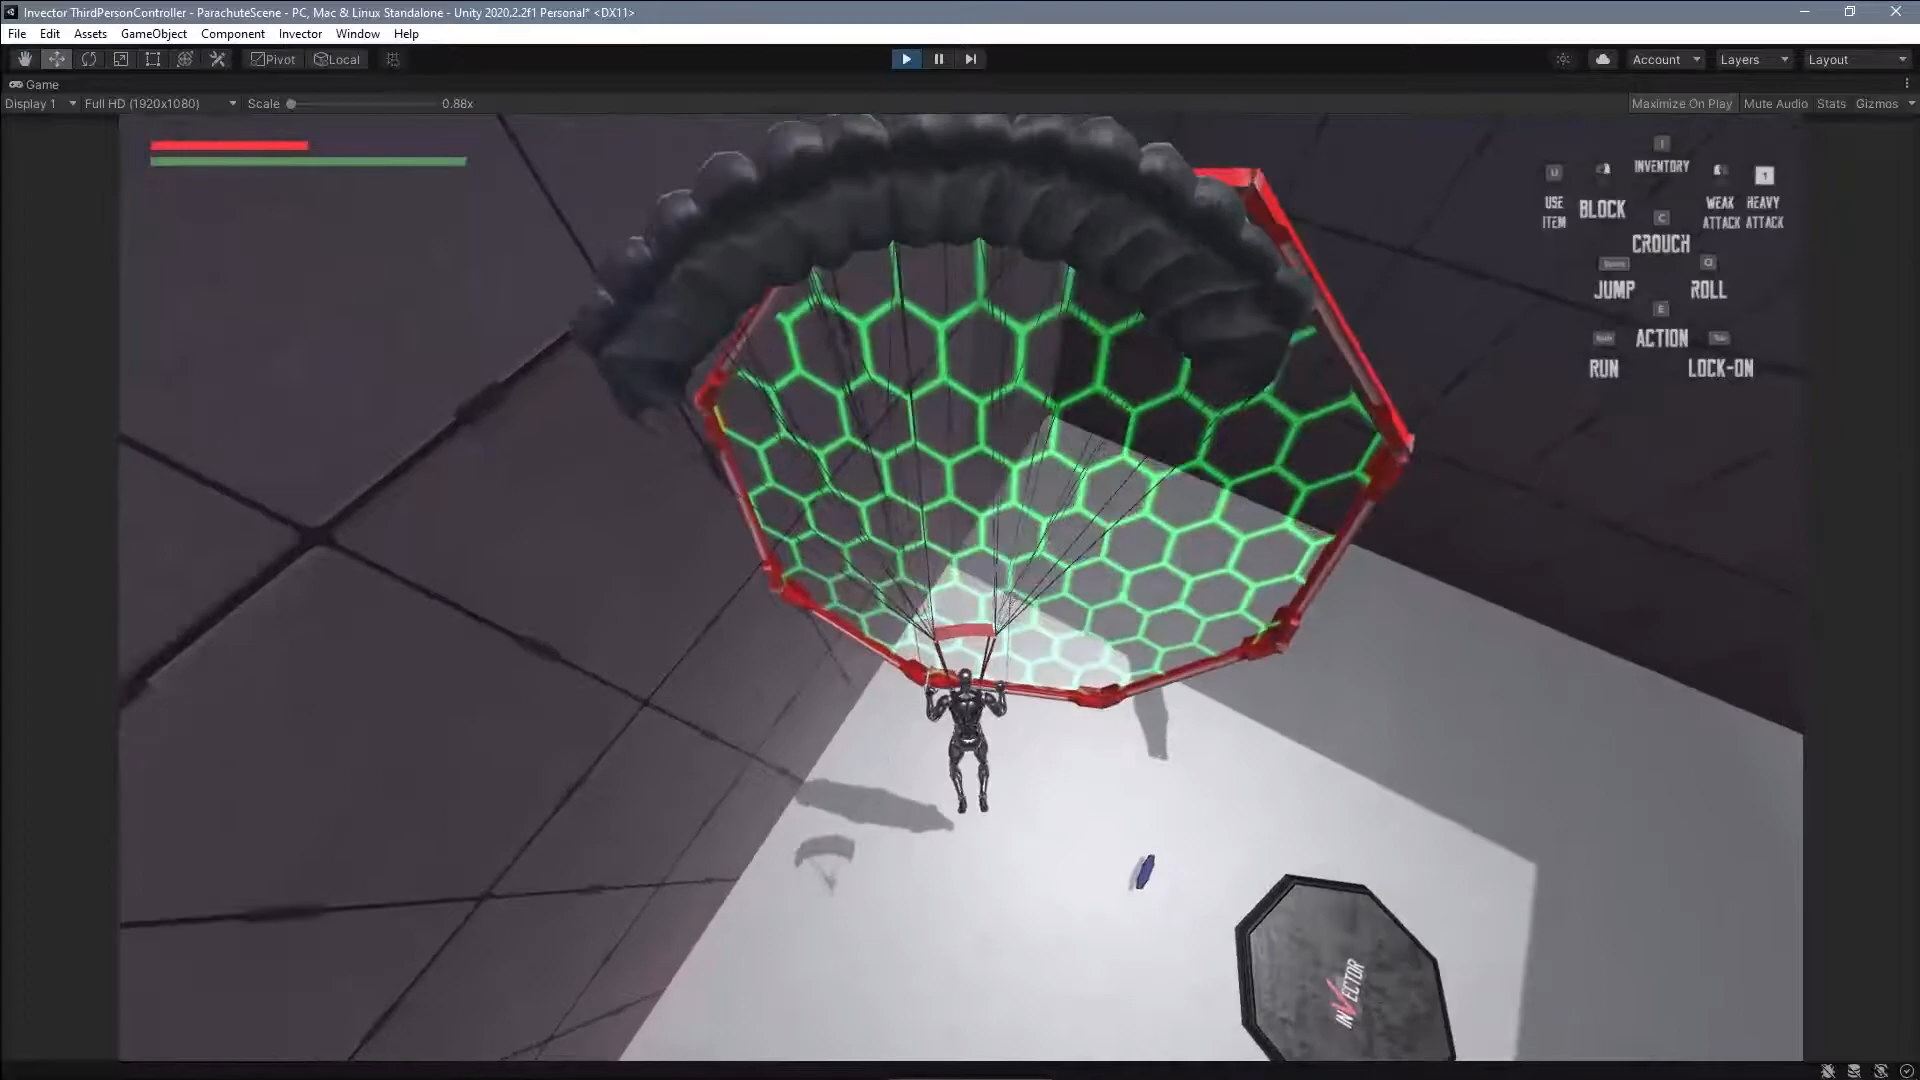 Invector ThirdPersonController - ParachuteScene - PC, Mac & Linux Standalone - Unity 2020.2.2f1 Personal* <DX11>
File Edit Assets GameObject Component Invector Window Help
Pivot Local Account Layers Layout
Game
Display 1 Full HD (1920x1080) Scale 0.88x Maximize On Play Mute Audio Stats Gizmos
I
INVENTORY
U 1
USE ITEM
BLOCK
WEAK ATTACK
HEAVY ATTACK
C
CROUCH
Space Q
JUMP ROLL
E
ACTION
Tab
RUN LOCK-ON
INVECTOR